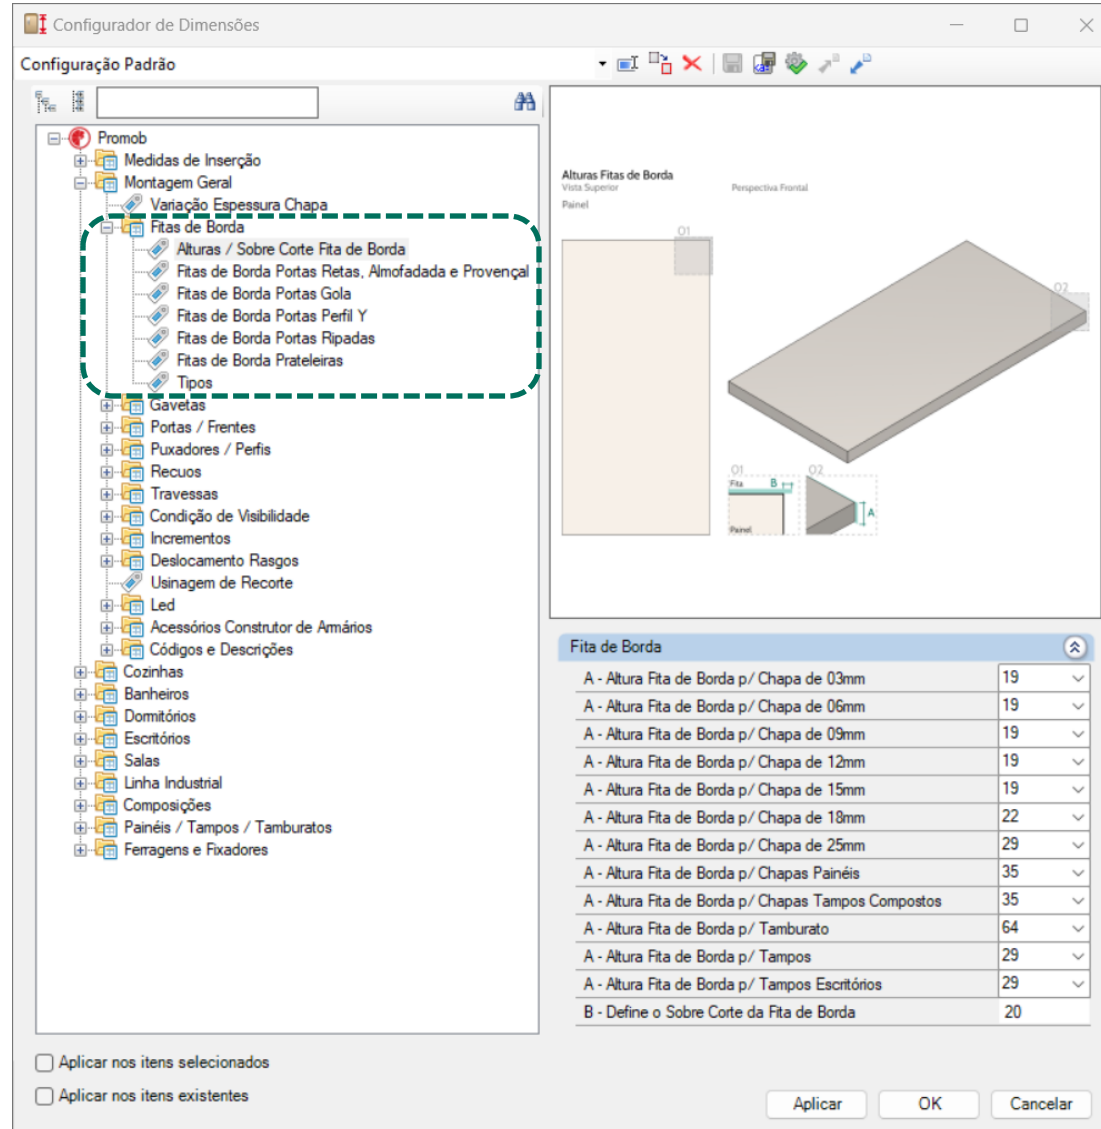 Configurador de Dimensões
Configuração Padrão
Promob
Medidas de Inserção
Montagem Geral
Variação Espessura Chapa
Fitas de Borda
Alturas / Sobre Corte Fita de Borda
Fitas de Borda Portas Retas, Almofadada e Provençal
Fitas de Borda Portas Gola
Fitas de Borda Portas Perfil Y
Fitas de Borda Portas Ripadas
Fitas de Borda Prateleiras
Tipos
Gavetas
Portas / Frentes
Puxadores / Perfis
Recuos
Travessas
Condição de Visibilidade
Incrementos
Deslocamento Rasgos
Usinagem de Recorte
Led
Acessórios Construtor de Armários
Códigos e Descrições
Cozinhas
Banheiros
Dormitórios
Escritórios
Salas
Linha Industrial
Composições
Painéis / Tampos / Tamburatos
Ferragens e Fixadores
Aplicar nos itens selecionados
Aplicar nos itens existentes
Alturas Fitas de Borda
Vista Superior Perspectiva Frontal
Painel
01
02
01 02
Fita B
A
Painel
Fita de Borda
A - Altura Fita de Borda p/ Chapa de 03mm 19
A - Altura Fita de Borda p/ Chapa de 06mm 19
A - Altura Fita de Borda p/ Chapa de 09mm 19
A - Altura Fita de Borda p/ Chapa de 12mm 19
A - Altura Fita de Borda p/ Chapa de 15mm 19
A - Altura Fita de Borda p/ Chapa de 18mm 22
A - Altura Fita de Borda p/ Chapa de 25mm 29
A - Altura Fita de Borda p/ Chapas Painéis 35
A - Altura Fita de Borda p/ Chapas Tampos Compostos 35
A - Altura Fita de Borda p/ Tamburato 64
A - Altura Fita de Borda p/ Tampos 29
A - Altura Fita de Borda p/ Tampos Escritórios 29
B - Define o Sobre Corte da Fita de Borda 20
Aplicar OK Cancelar